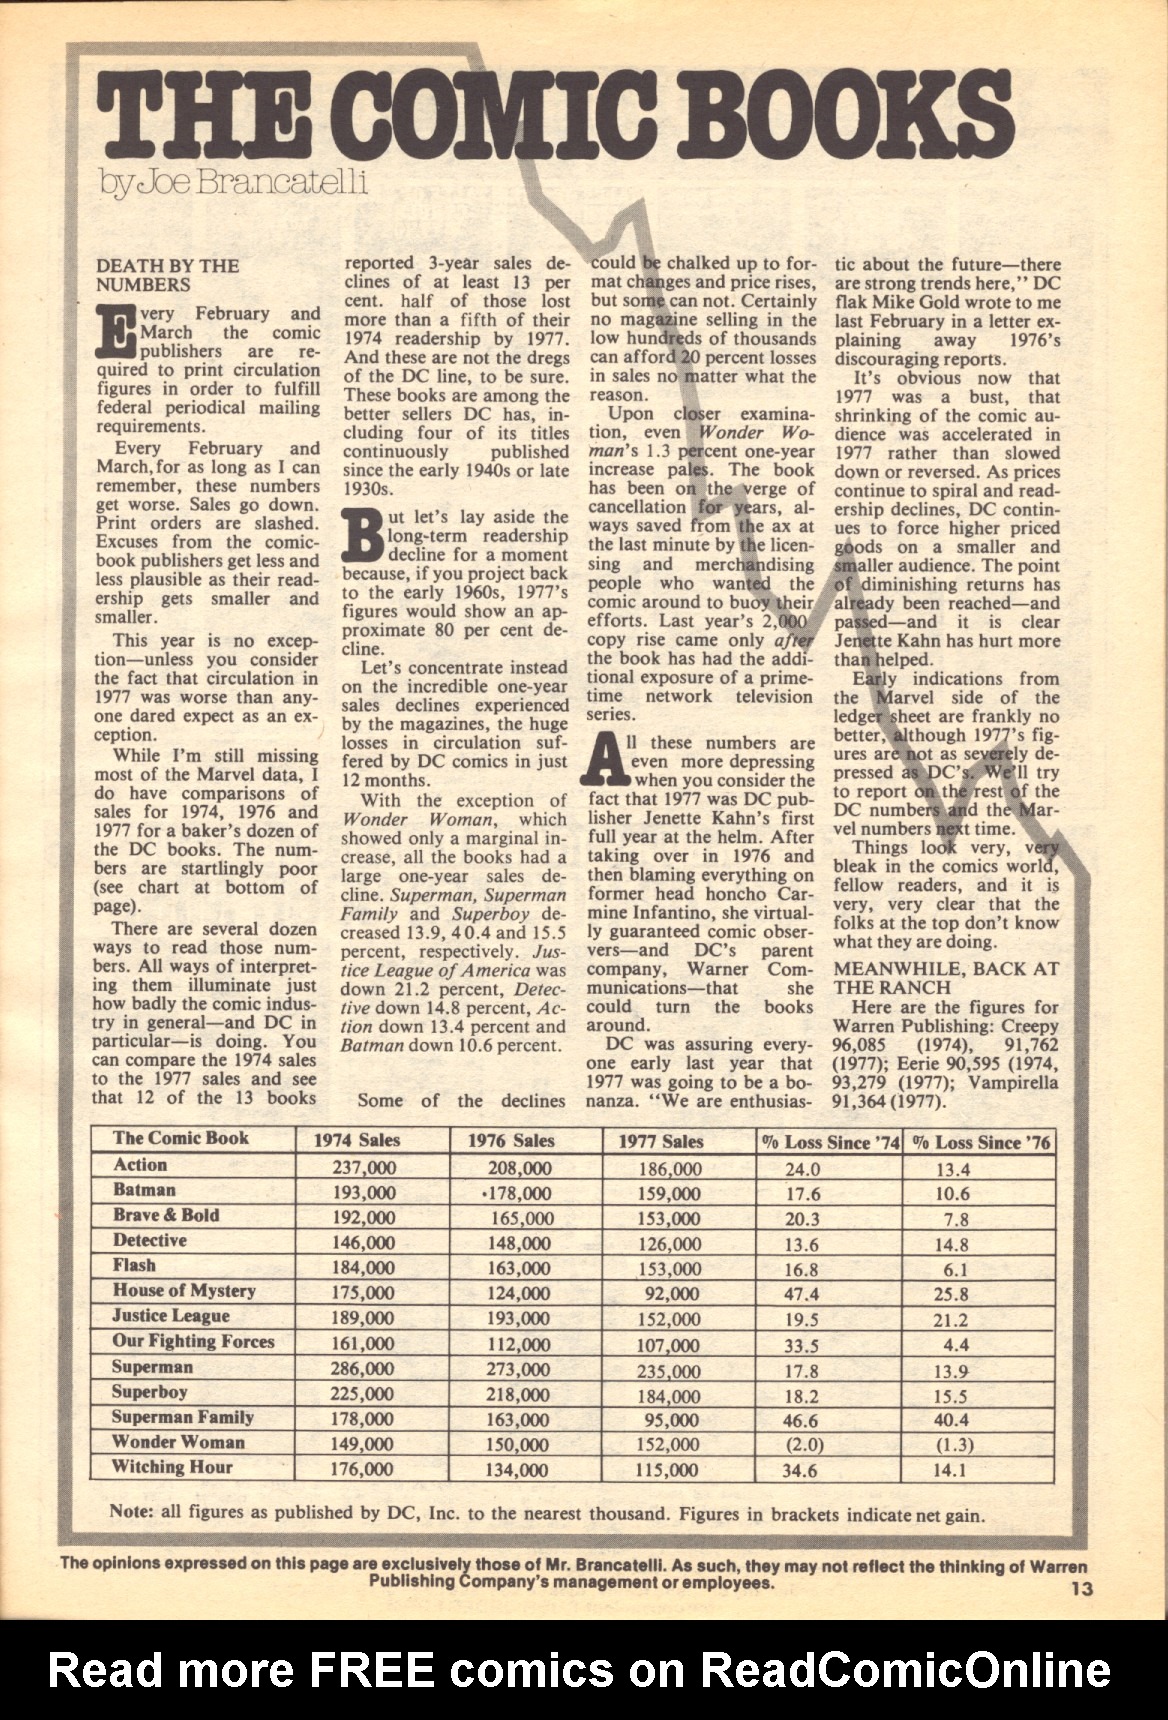 THE COMIC BOOKS
by Joe Brancatelli
DEATH BY THE
NUMBERS
Every February and
March the comic
publishers are re-
quired to print circulation
figures in order to fulfill
federal periodical mailing
requirements.
Every February and
March, for as long as I can
remember, these numbers
get worse. Sales go down.
Print orders are slashed.
Excuses from the comic-
book publishers get less and
less plausible as their read-
ership gets smaller and
smaller.
This year is no excep-
tion—unless you consider
the fact that circulation in
1977 was worse than any-
one dared expect as an ex-
ception.
While I'm still missing
most of the Marvel data, I
do have comparisons of
sales for 1974, 1976 and
1977 for a baker's dozen of
the DC books. The num-
bers are startlingly poor
(see chart at bottom of
page).
There are several dozen
ways to read those num-
bers. All ways of interpret-
ing them illuminate just
how badly the comic indus-
try in general—and DC in
particular—is doing. You
can compare the 1974 sales
to the 1977 sales and see
that 12 of the 13 books
reported 3-year sales de-
clines of at least 13 per
cent. half of those lost
more than a fifth of their
1974 readership by 1977.
And these are not the dregs
of the DC line, to be sure.
These books are among the
better sellers DC has, in-
cluding four of its titles
continuously published
since the early 1940s or late
1930s.
But let's lay aside the
long-term readership
decline for a moment
because, if you project back
to the early 1960s, 1977's
figures would show an ap-
proximate 80 per cent de-
cline.
Let's concentrate instead
on the incredible one-year
sales declines experienced
by the magazines, the huge
losses in circulation suf-
fered by DC comics in just
12 months.
With the exception of
Wonder Woman, which
showed only a marginal in-
crease, all the books had a
large one-year sales de-
cline. Superman, Superman
Family and Superboy de-
creased 13.9, 40.4 and 15.5
percent, respectively. Jus-
tice League of America was
down 21.2 percent, Detec-
tive down 14.8 percent, Ac-
tion down 13.4 percent and
Batman down 10.6 percent.
Some of the declines
could be chalked up to for-
mat changes and price rises,
but some can not. Certainly
no magazine selling in the
low hundreds of thousands
can afford 20 percent losses
in sales no matter what the
reason.
Upon closer examina-
tion, even Wonder Wo-
man's 1.3 percent one-year
increase pales. The book
has been on the verge of
cancellation for years, al-
ways saved from the ax at
the last minute by the licen-
sing and merchandising
people who wanted the
comic around to buoy their
efforts. Last year's 2,000
copy rise came only after
the book has had the addi-
tional exposure of a prime-
time network television
series.
All these numbers are
even more depressing
when you consider the
fact that 1977 was DC pub-
lisher Jenette Kahn's first
full year at the helm. After
taking over in 1976 and
then blaming everything on
former head honcho Car-
mine Infantino, she virtual-
ly guaranteed comic obser-
vers—and DC's parent
company, Warner Com-
munications—that she
could turn the books
around.
DC was assuring every-
one early last year that
1977 was going to be a bo-
nanza. "We are enthusias-
tic about the future—there
are strong trends here," DC
flak Mike Gold wrote to me
last February in a letter ex-
plaining away 1976's
discouraging reports.
It's obvious now that
1977 was a bust, that
shrinking of the comic au-
dience was accelerated in
1977 rather than slowed
down or reversed. As prices
continue to spiral and read-
ership declines, DC contin-
ues to force higher priced
goods on a smaller and
smaller audience. The point
of diminishing returns has
already been reached—and
passed—and it is clear
Jenette Kahn has hurt more
than helped.
Early indications from
the Marvel side of the
ledger sheet are frankly no
better, although 1977's fig-
ures are not as severely de-
pressed as DC's. We'll try
to report on the rest of the
DC numbers and the Mar-
vel numbers next time.
Things look very, very
bleak in the comics world,
fellow readers, and it is
very, very clear that the
folks at the top don't know
what they are doing.
MEANWHILE, BACK AT
THE RANCH
Here are the figures for
Warren Publishing: Creepy
96,085 (1974), 91,762
(1977); Eerie 90,595 (1974,
93,279 (1977); Vampirella
91,364 (1977).
The Comic Book 1974 Sales 1976 Sales 1977 Sales % Loss Since '74 % Loss Since '76
Action 237,000 208,000 186,000 24.0 13.4
Batman 193,000 178,000 159,000 17.6 10.6
Brave & Bold 192,000 165,000 153,000 20.3 7.8
Detective 146,000 148,000 126,000 13.6 14.8
Flash 184,000 163,000 153,000 16.8 6.1
House of Mystery 175,000 124,000 92,000 47.4 25.8
Justice League 189,000 193,000 152,000 19.5 21.2
Our Fighting Forces 161,000 112,000 107,000 33.5 4.4
Superman 286,000 273,000 235,000 17.8 13.9
Superboy 225,000 218,000 184,000 18.2 15.5
Superman Family 178,000 163,000 95,000 46.6 40.4
Wonder Woman 149,000 150,000 152,000 (2.0) (1.3)
Witching Hour 176,000 134,000 115,000 34.6 14.1
Note: all figures as published by DC, Inc. to the nearest thousand. Figures in brackets indicate net gain.
The opinions expressed on this page are exclusively those of Mr. Brancatelli. As such, they may not reflect the thinking of Warren
Publishing Company's management or employees.
13
Read more FREE comics on ReadComicOnline